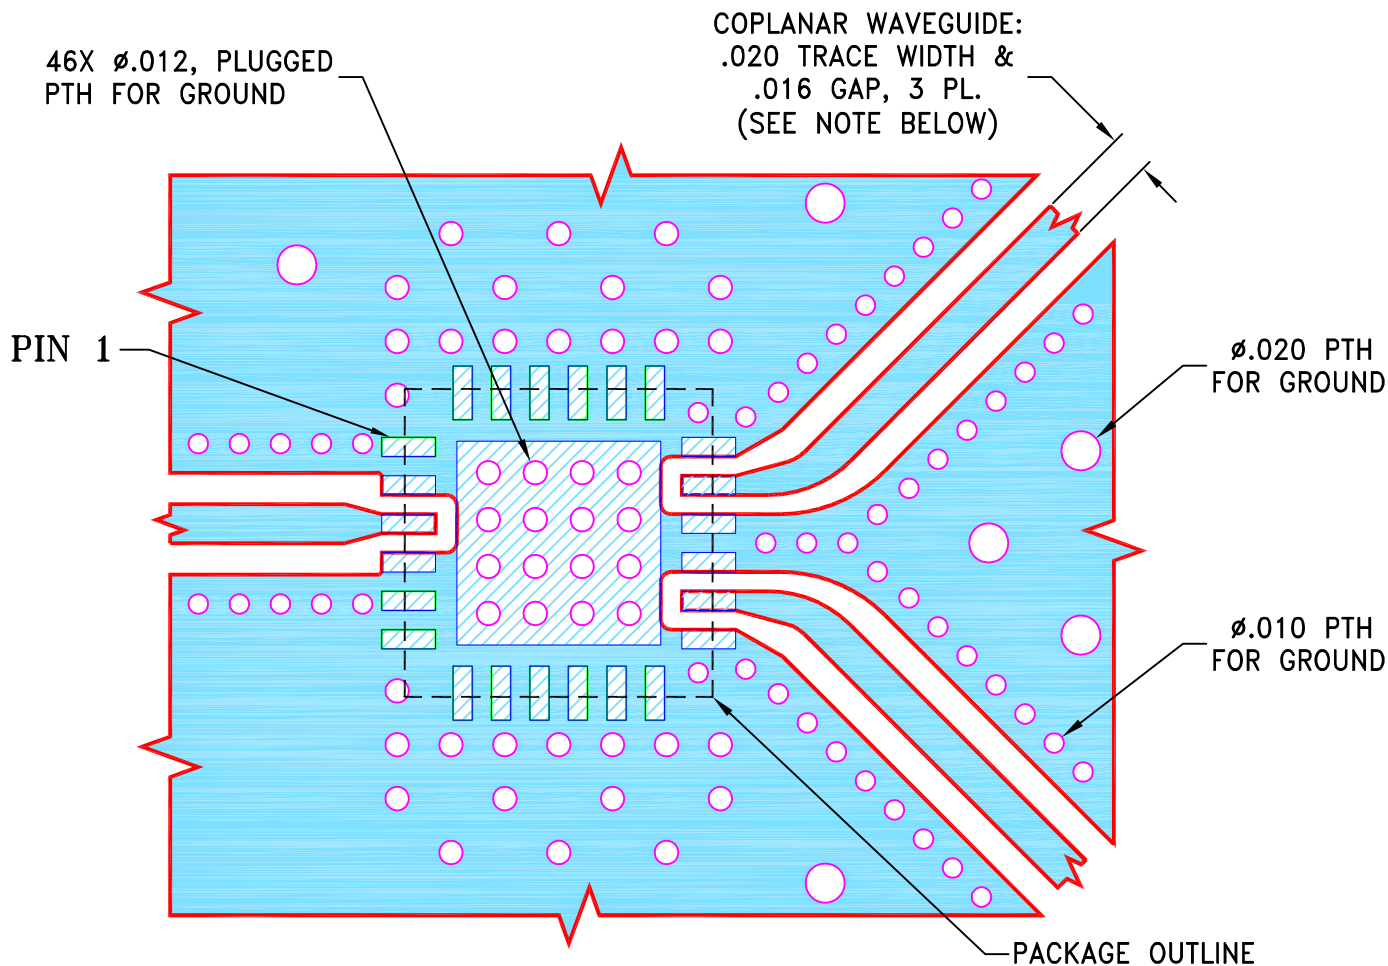 COPLANAR WAVEGUIDE:
.020 TRACE WIDTH &
.016 GAP, 3 PL.
(SEE NOTE BELOW)
46X Ø.012, PLUGGED
PTH FOR GROUND
PIN 1
Ø.020 PTH
FOR GROUND
Ø.010 PTH
FOR GROUND
PACKAGE OUTLINE